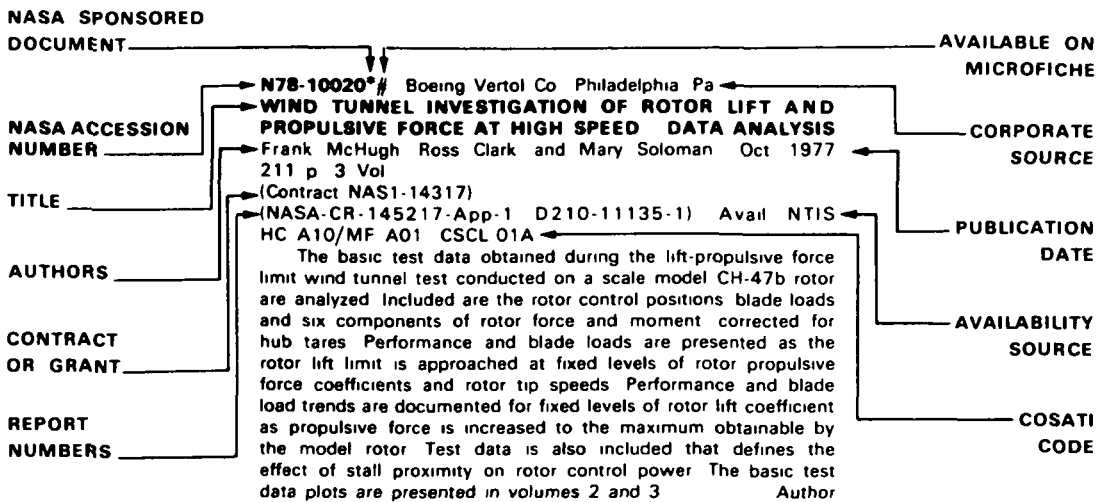 NASA SPONSORED
DOCUMENT
AVAILABLE ON
MICROFICHE
N78-10020*# Boeing Vertol Co Philadelphia Pa
WIND TUNNEL INVESTIGATION OF ROTOR LIFT AND
PROPULSIVE FORCE AT HIGH SPEED DATA ANALYSIS
Frank McHugh Ross Clark and Mary Soloman Oct 1977
211 p 3 Vol
(Contract NAS1-14317)
(NASA-CR-145217-App-1 D210-11135-1) Avail NTIS
HC A10/MF A01 CSCL 01A
The basic test data obtained during the lift-propulsive force
limit wind tunnel test conducted on a scale model CH-47b rotor
are analyzed Included are the rotor control positions blade loads
and six components of rotor force and moment corrected for
hub tares Performance and blade loads are presented as the
rotor lift limit is approached at fixed levels of rotor propulsive
force coefficients and rotor tip speeds Performance and blade
load trends are documented for fixed levels of rotor lift coefficient
as propulsive force is increased to the maximum obtainable by
the model rotor Test data is also included that defines the
effect of stall proximity on rotor control power The basic test
data plots are presented in volumes 2 and 3 Author
NASA ACCESSION
NUMBER
TITLE
AUTHORS
CONTRACT
OR GRANT
REPORT
NUMBERS
CORPORATE
SOURCE
PUBLICATION
DATE
AVAILABILITY
SOURCE
COSATI
CODE